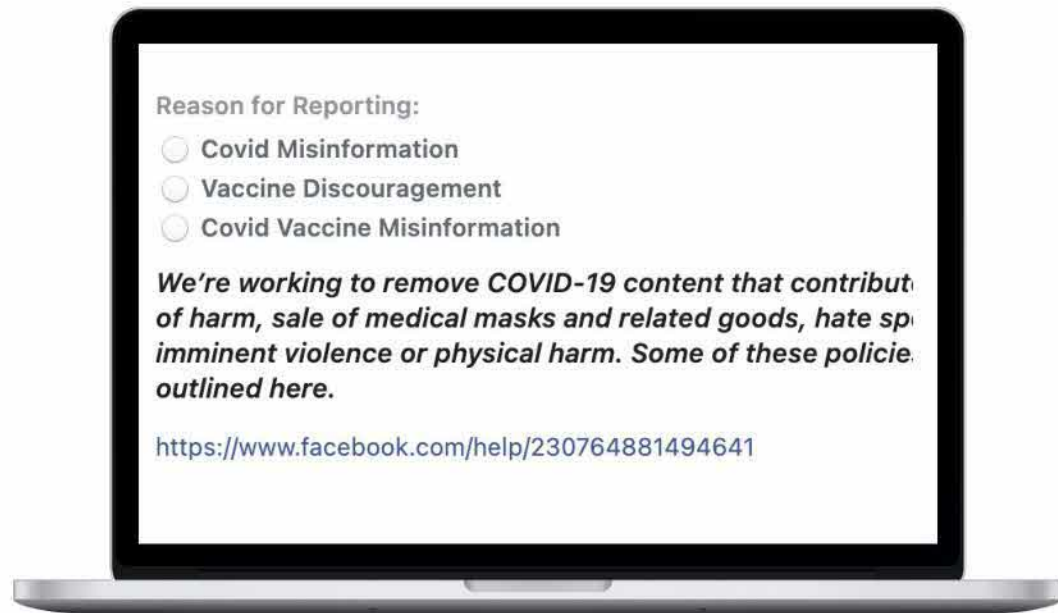 Reason for Reporting:
Covid Misinformation
Vaccine Discouragement
Covid Vaccine Misinformation
We're working to remove COVID-19 content that
of harm, sale of medical masks and related goods, hate
imminent violence or physical harm. Some of these
outlined here.
https://www.facebook.com/help/230764881494641